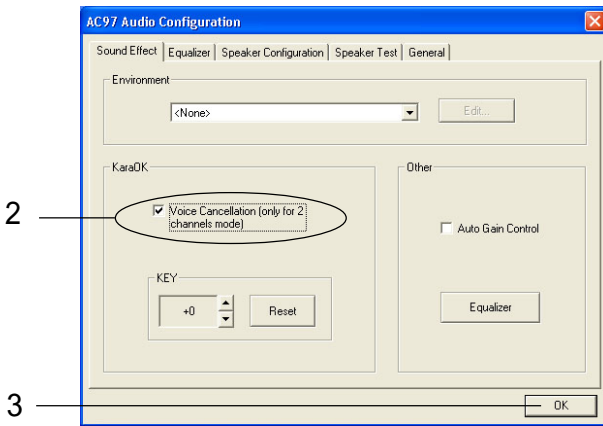 AC97 Audio Configuration
Sound Effect Equalizer Speaker Configuration Speaker Test General
Environment
<None> Edit...
KaraOK
2
Voice Cancellation (only for 2
channels mode)
KEY
+0 Reset
Other
Auto Gain Control
Equalizer
3
OK